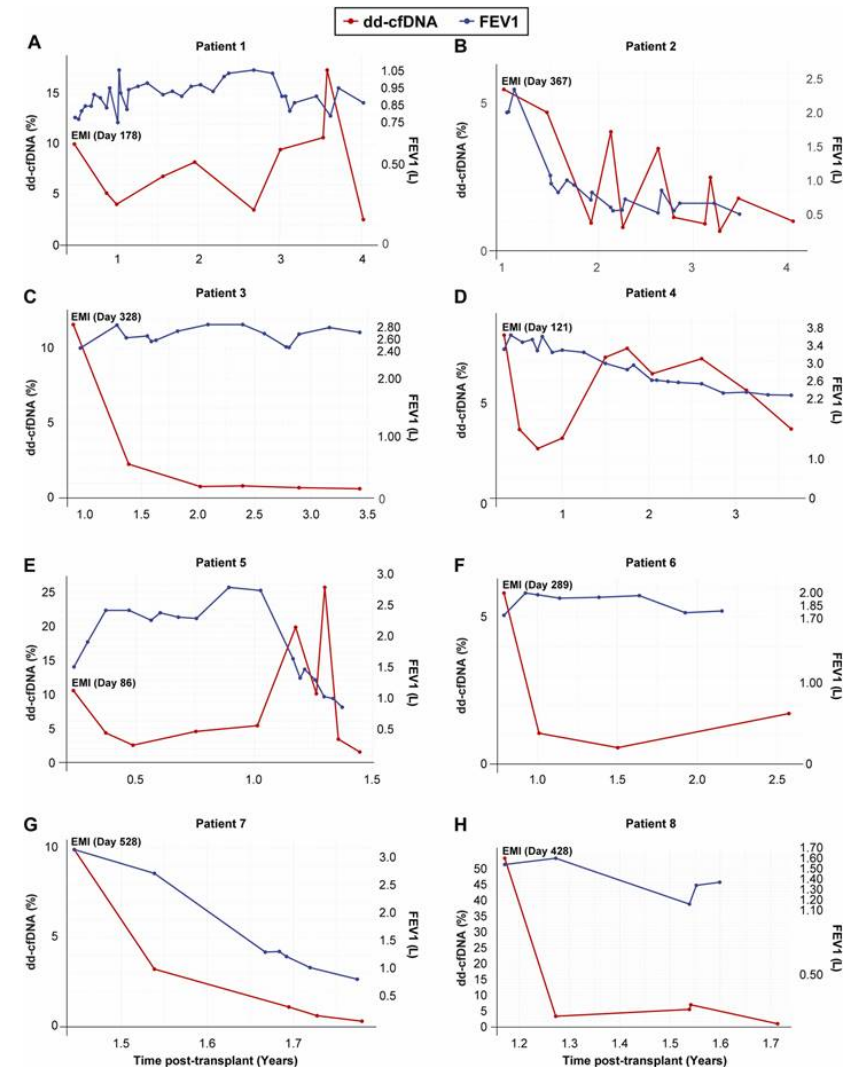 dd-cfDNA FEV1
A
Patient 1
EMI (Day 178)
dd-cfDNA (%)
15
10
5
0
1 2 3 4
1.05
0.95
0.85
0.75
0.50
0
FEV1 (L)
B
Patient 2
EMI (Day 367)
dd-cfDNA (%)
5
0
1 2 3 4
2.5
2.0
1.5
1.0
0.5
FEV1 (L)
C
Patient 3
EMI (Day 328)
dd-cfDNA (%)
10
5
0
1.0 1.5 2.0 2.5 3.0 3.5
2.80
2.60
2.40
2.00
1.00
0
FEV1 (L)
D
Patient 4
EMI (Day 121)
dd-cfDNA (%)
5
0
1 2 3
3.8
3.4
3.0
2.6
2.2
1.0
0
FEV1 (L)
E
Patient 5
EMI (Day 86)
dd-cfDNA (%)
25
20
15
10
5
0
0.5 1.0 1.5
3.0
2.5
2.0
1.5
1.0
0.5
FEV1 (L)
F
Patient 6
EMI (Day 289)
dd-cfDNA (%)
5
0
1.0 1.5 2.0 2.5
2.00
1.85
1.70
1.00
0
FEV1 (L)
G
Patient 7
EMI (Day 528)
dd-cfDNA (%)
10
5
0
1.5 1.6 1.7
3.0
2.5
2.0
1.5
1.0
0.5
FEV1 (L)
Time post-transplant (Years)
H
Patient 8
EMI (Day 428)
dd-cfDNA (%)
50
45
40
35
30
25
20
15
10
5
0
1.2 1.3 1.4 1.5 1.6 1.7
1.70
1.60
1.50
1.40
1.30
1.20
1.10
0.50
FEV1 (L)
Time post-transplant (Years)